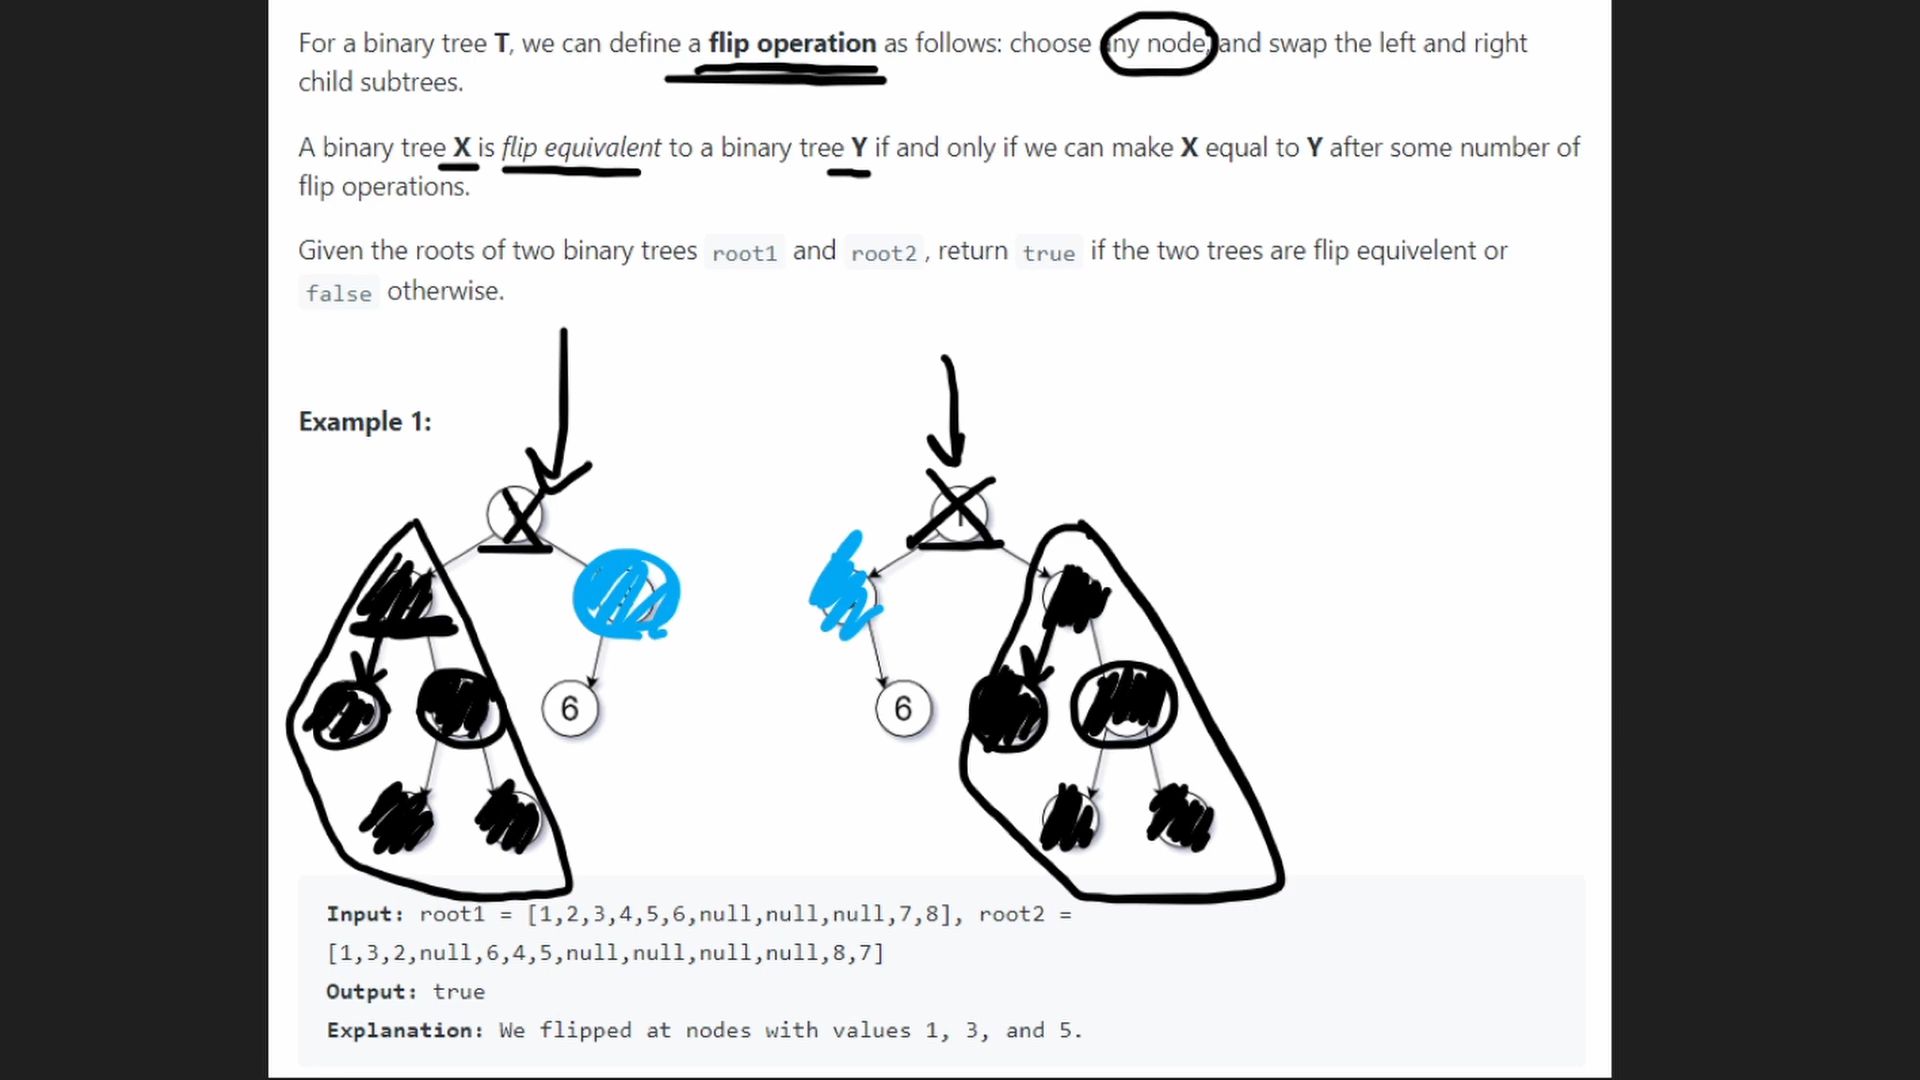 For a binary tree T, we can define a flip operation as follows: choose any node, and swap the left and right
child subtrees.
A binary tree X is flip equivalent to a binary tree Y if and only if we can make X equal to Y after some number of
flip operations.
Given the roots of two binary trees root1 and root2, return true if the two trees are flip equivelent or
false otherwise.
Example 1:
6
6
Input: root1 = [1,2,3,4,5,6,null,null,null,7,8], root2 =
[1,3,2,null,6,4,5,null,null,null,null,8,7]
Output: true
Explanation: We flipped at nodes with values 1, 3, and 5.